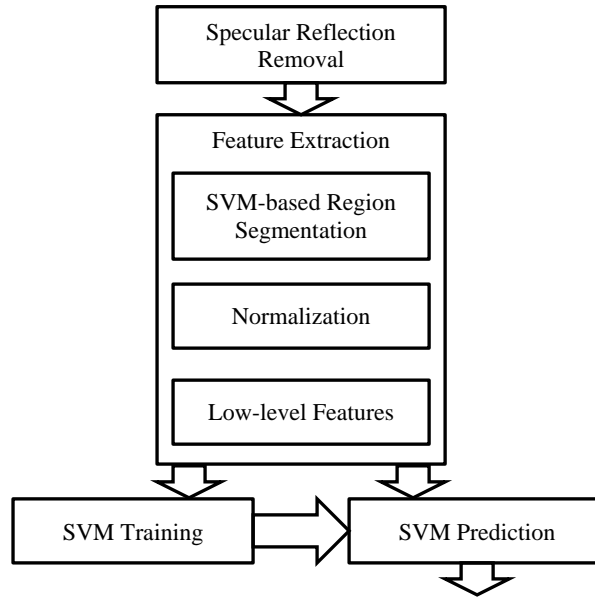 Specular Reflection
Removal
Feature Extraction
SVM-based Region
Segmentation
Normalization
Low-level Features
SVM Training
SVM Prediction